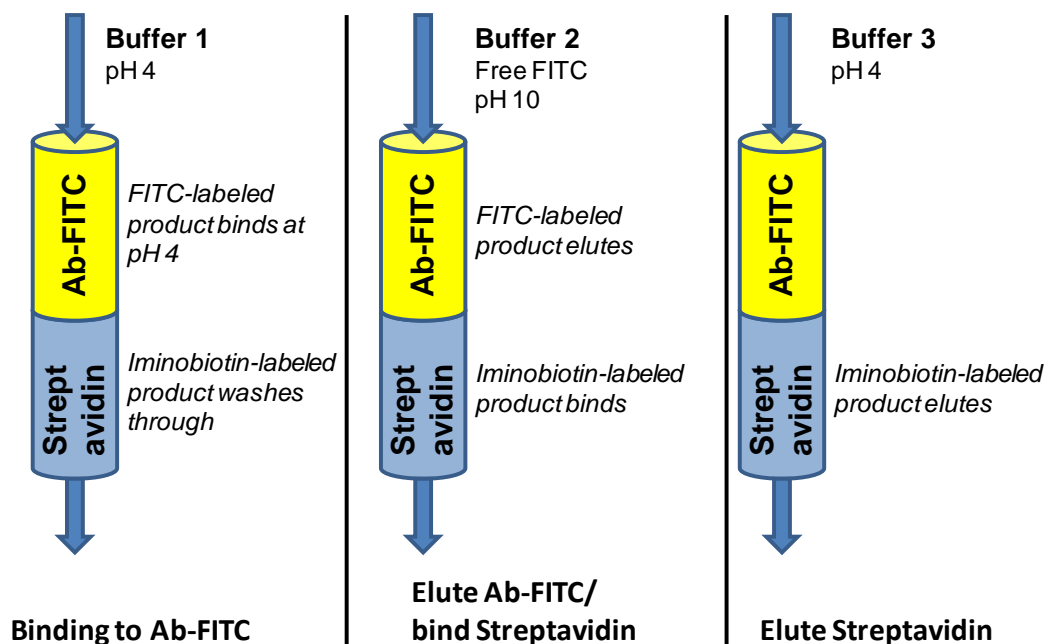 Buffer 1
pH 4
Ab-FITC
FITC-labeled
product binds at
pH 4
Strept
avidin
Iminobiotin-labeled
product washes
through
Binding to Ab-FITC
Buffer 2
Free FITC
pH 10
Ab-FITC
FITC-labeled
product elutes
Strept
avidin
Iminobiotin-labeled
product binds
Elute Ab-FITC/
bind Streptavidin
Buffer 3
pH 4
Ab-FITC
Strept
avidin
Iminobiotin-labeled
product elutes
Elute Streptavidin